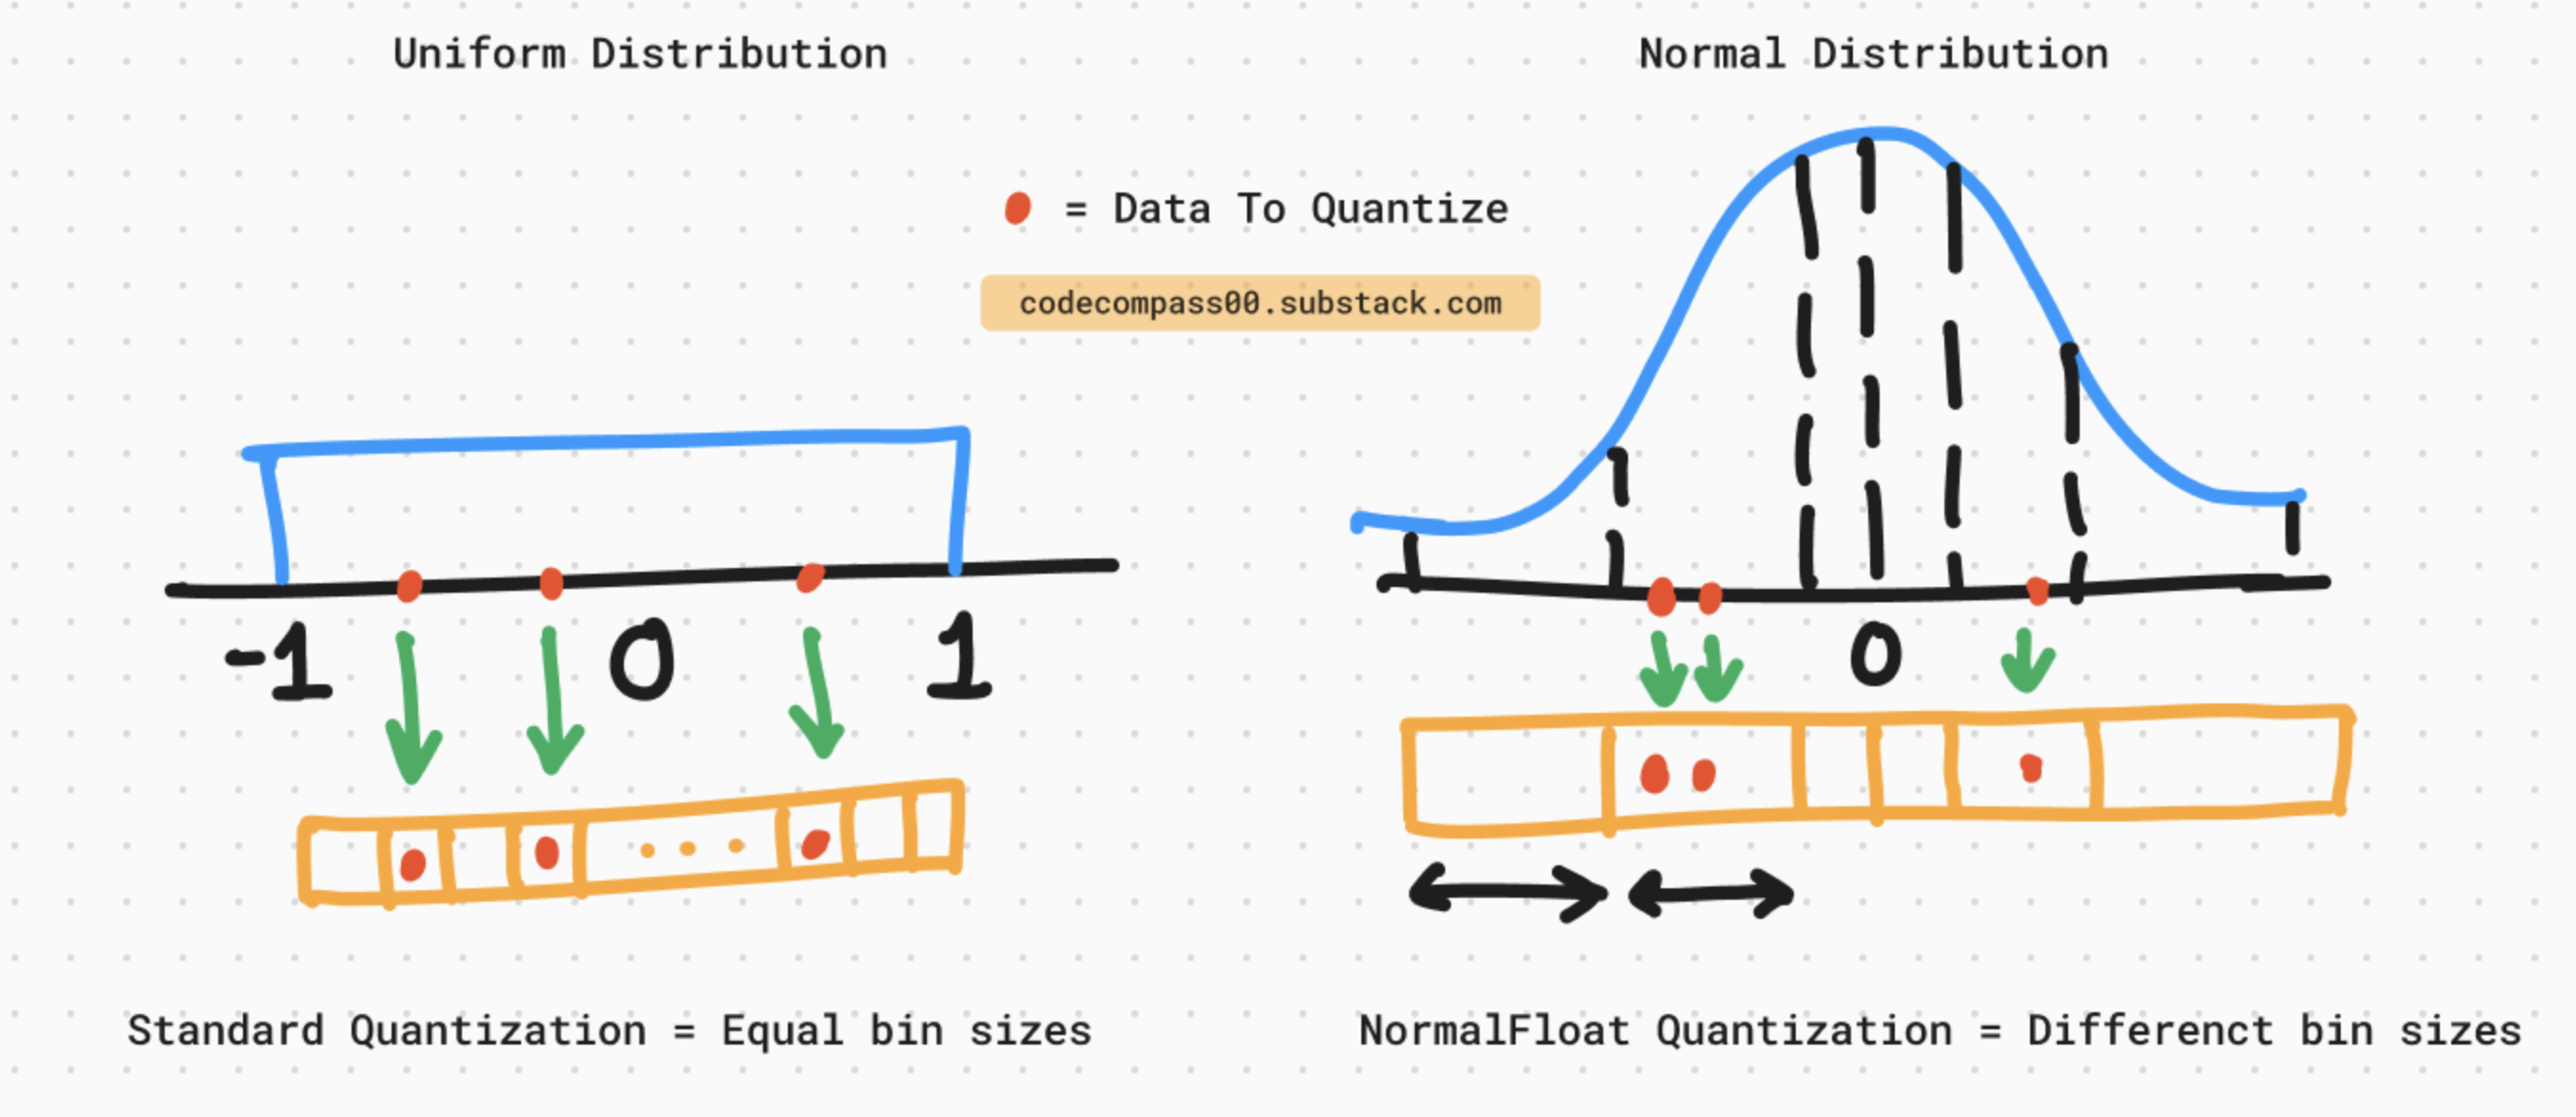 Uniform Distribution
Normal Distribution
= Data To Quantize
codecompass00.substack.com
-1 0 1
0
Standard Quantization = Equal bin sizes
NormalFloat Quantization = Differenct bin sizes